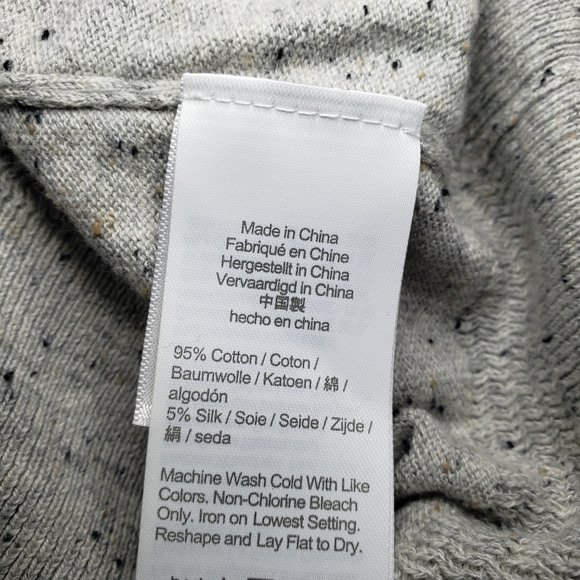 Made in China
Fabriqué en Chine
Hergestellt in China
Vervaardigd in China
中国製
hecho en china
95% Cotton / Coton /
Baumwolle / Katoen / 綿 /
algodón
5% Silk / Soie / Seide / Zijde /
絹 / seda
Machine Wash Cold With Like
Colors. Non-Chlorine Bleach
Only. Iron on Lowest Setting.
Reshape and Lay Flat to Dry.